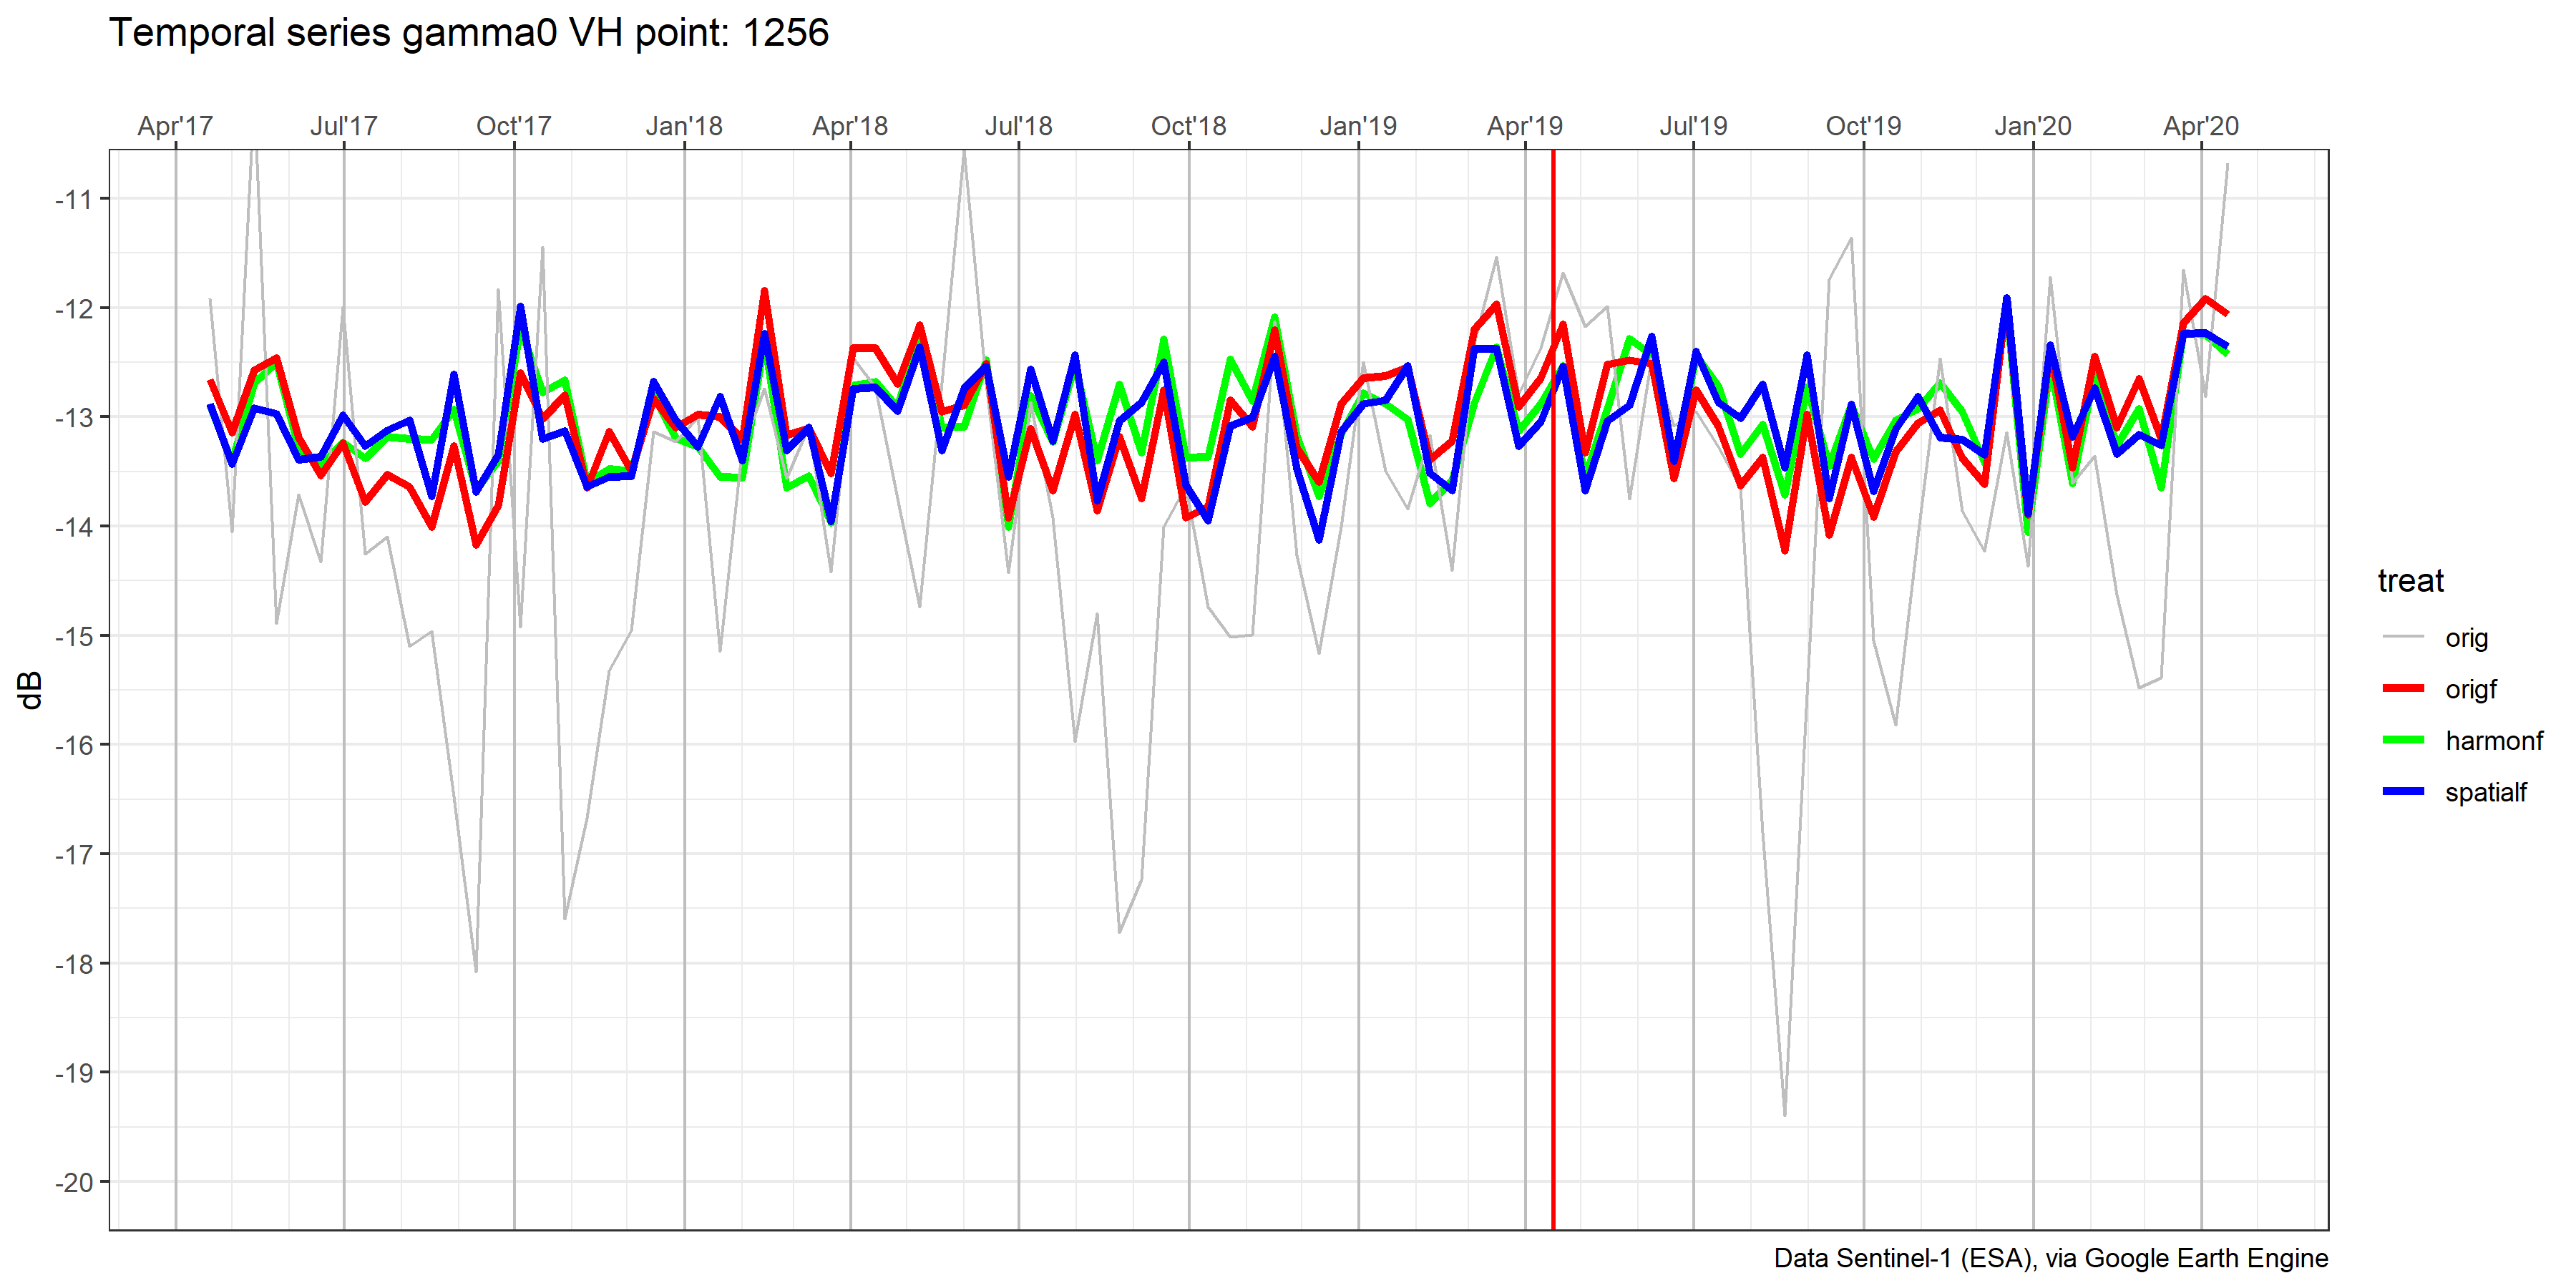 Temporal series gamma0 VH point: 1256
Apr'17 Jul'17 Oct'17 Jan'18 Apr'18 Jul'18 Oct'18 Jan'19 Apr'19 Jul'19 Oct'19 Jan'20 Apr'20
-11
-12
-13
-14
-15
-16
-17
-18
-19
-20
dB
treat
orig
origf
harmonf
spatialf
Data Sentinel-1 (ESA), via Google Earth Engine